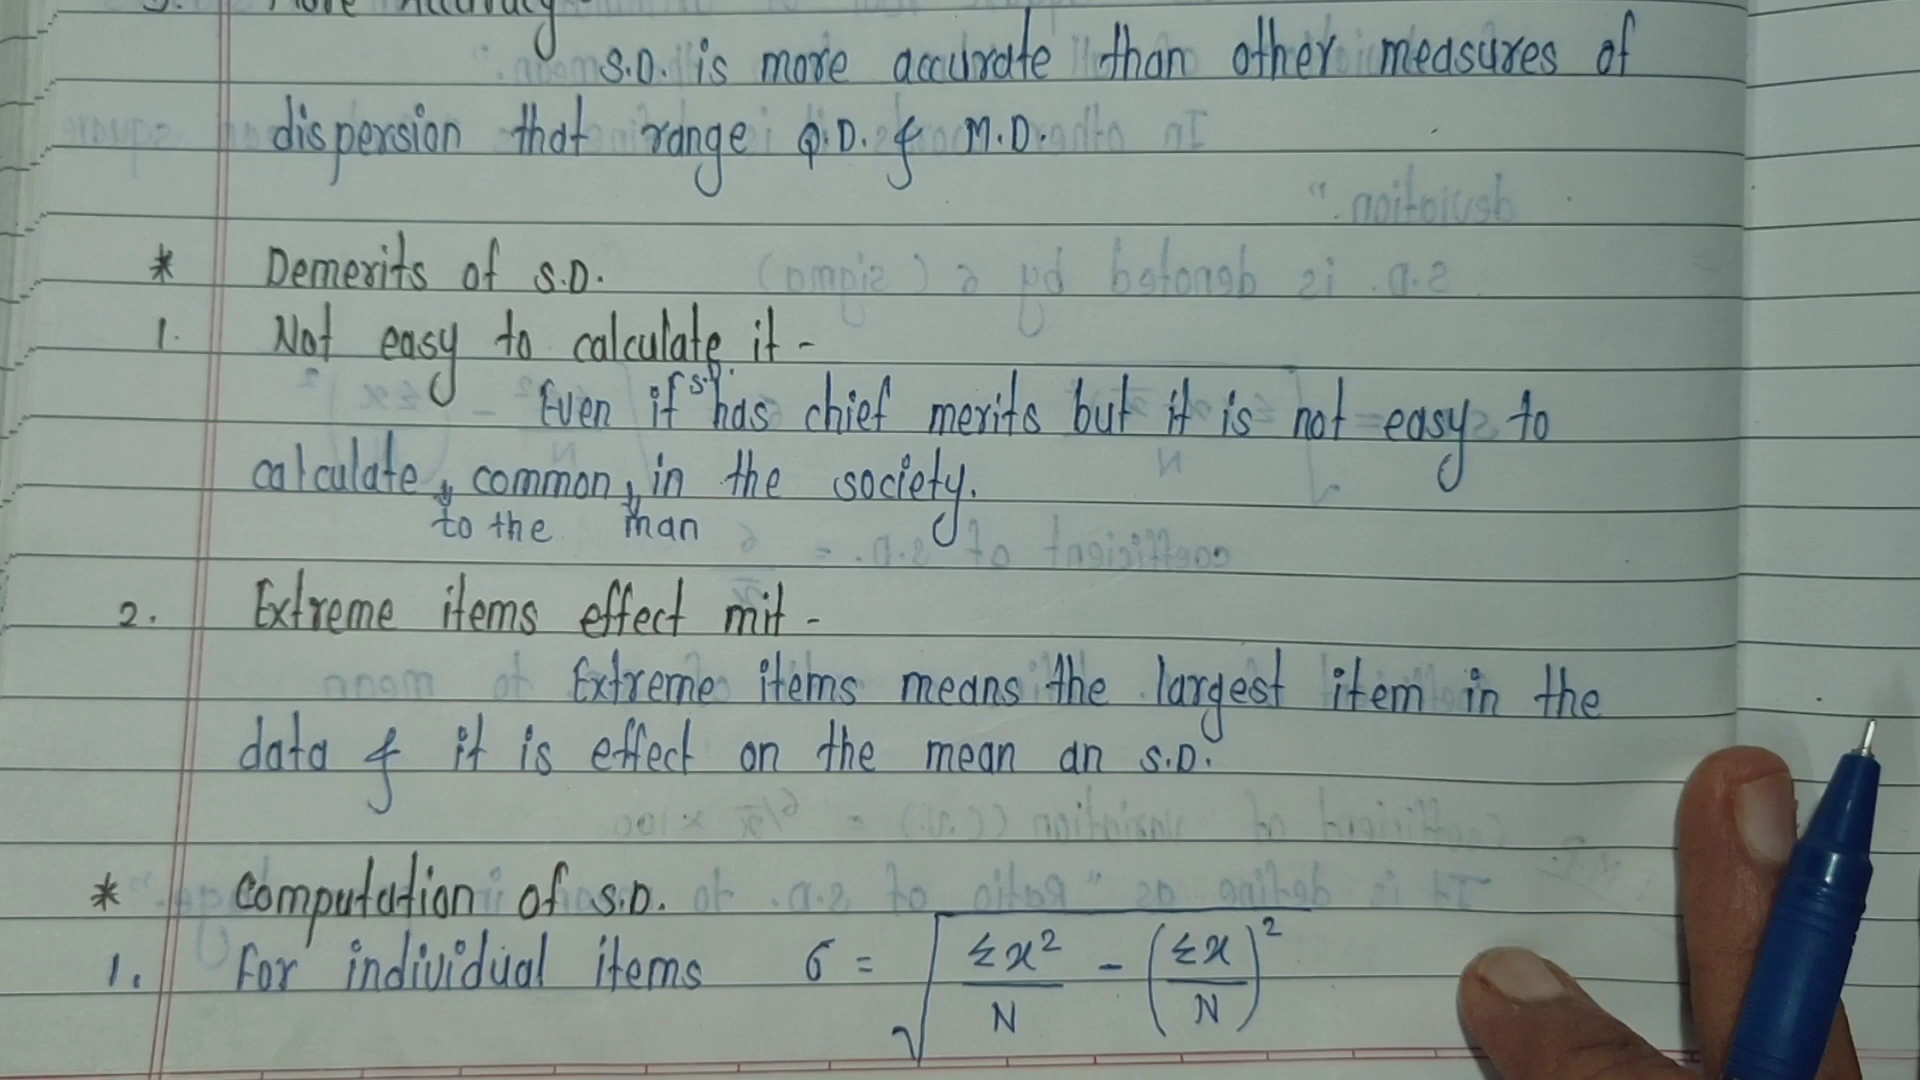 More Accuracy
S.D. is more accurate than other measures of
dispersion that range Q.D. & M.D.
* Demerits of S.D.
1. Not easy to calculate it -
Even if S.D. has chief merits but it is not easy to
calculate to the common man in the society.
2. Extreme items effect mit -
Extreme items means the largest item in the
data & it is effect on the mean an S.D.
* Computation of S.D.
1. For individual items σ = √(Σx²/N - (Σx/N)²)